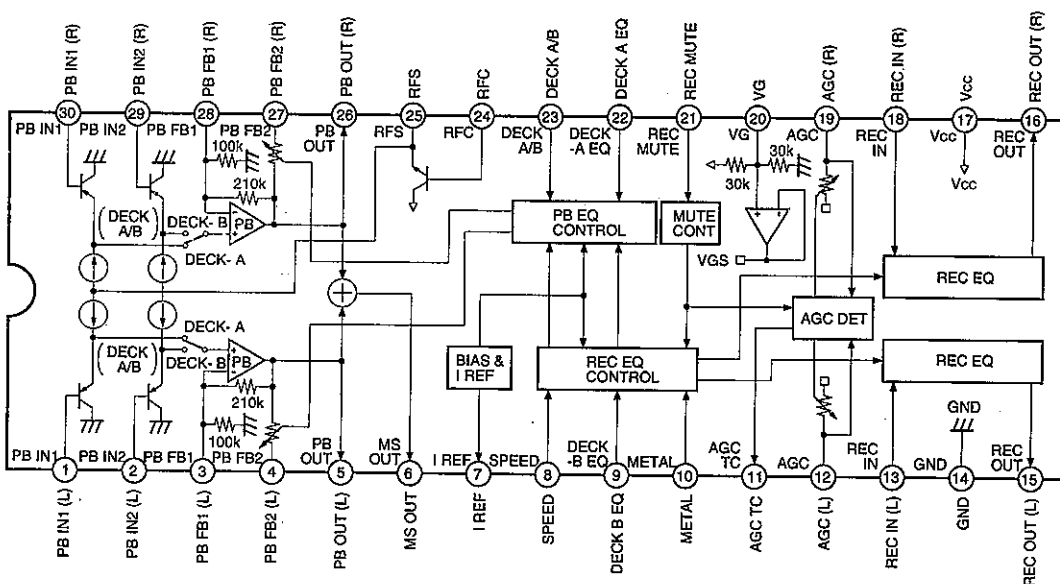 PB IN1 (R)
PB IN2 (R)
PB FB1 (R)
PB FB2 (R)
PB OUT (R)
RFS
RFC
DECK A/B
DECK A EQ
REC MUTE
VG
AGC (R)
REC.IN (R)
Vcc
REC OUT (R)
30
29
28
27
26
25
24
23
22
21
20
19
18
17
16
PB IN1
PB IN2
PB FB1
PB FB2
PB OUT
RFS
RFC
DECK A/B
DECK -A EQ
REC MUTE
VG
AGC
REC IN
Vcc
REC OUT
100k
30k
30k
Vcc
210k
(DECK A/B)
DECK- B
- PB +
DECK- A
PB EQ CONTROL
MUTE CONT
+ -
VGS
REC EQ
+
AGC DET
DECK- A
(DECK A/B)
DECK- B
+ PB -
BIAS & I REF
REC EQ CONTROL
REC EQ
210k
100k
GND
PB IN1
PB IN2
PB FB1
PB FB2
PB OUT
MS OUT
I REF
SPEED
DECK -B EQ
METAL
AGC TC
AGC
REC IN
GND
REC OUT
1
2
3
4
5
6
7
8
9
10
11
12
13
14
15
PB IN1 (L)
PB IN2 (L)
PB FB1 (L)
PB FB2 (L)
PB OUT (L)
MS OUT
I REF
SPEED
DECK B EQ
METAL
AGC TC
AGC (L)
REC IN (L)
GND
REC OUT (L)